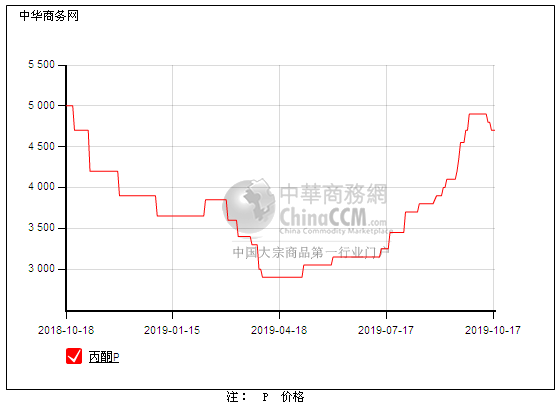 中华商务网
5 500
5 000
4 500
4 000
3 500
3 000
中華商務網
ChinaCCM.com
China Commodity Marketplace
中国大宗商品第一行业门户
2018-10-18 2019-01-15 2019-04-18 2019-07-17 2019-10-17
丙酮P
注： P 价格